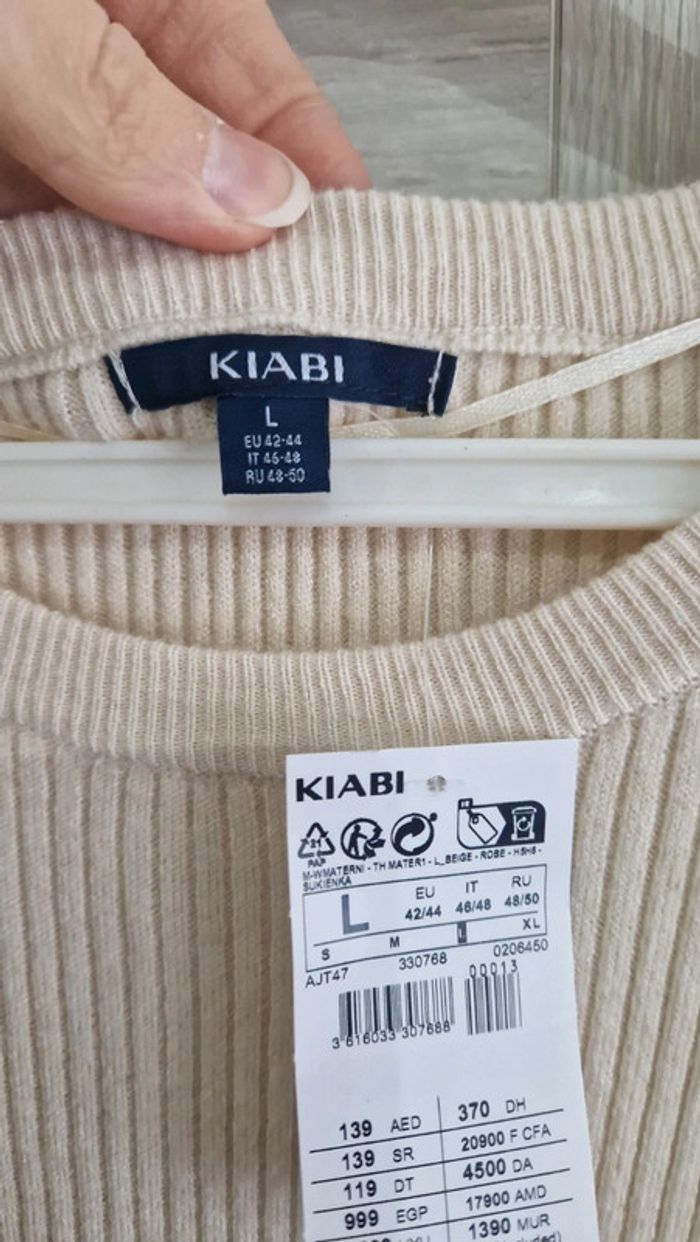 KIABI
L
EU 42-44
IT 46-48
RU 48-50
KIABI
21
PAP
M-WMATERNI - TH MATER1 - L_BEIGE - ROBE - H5H6 -
SUKIENKA
L EU IT RU
42/44 46/48 48/50
S M L XL
AJT47 330768 0206450
00013
3 616033 307688
139 AED 370 DH
139 SR 20900 F CFA
119 DT 4500 DA
999 EGP 17900 AMD
1390 MUR